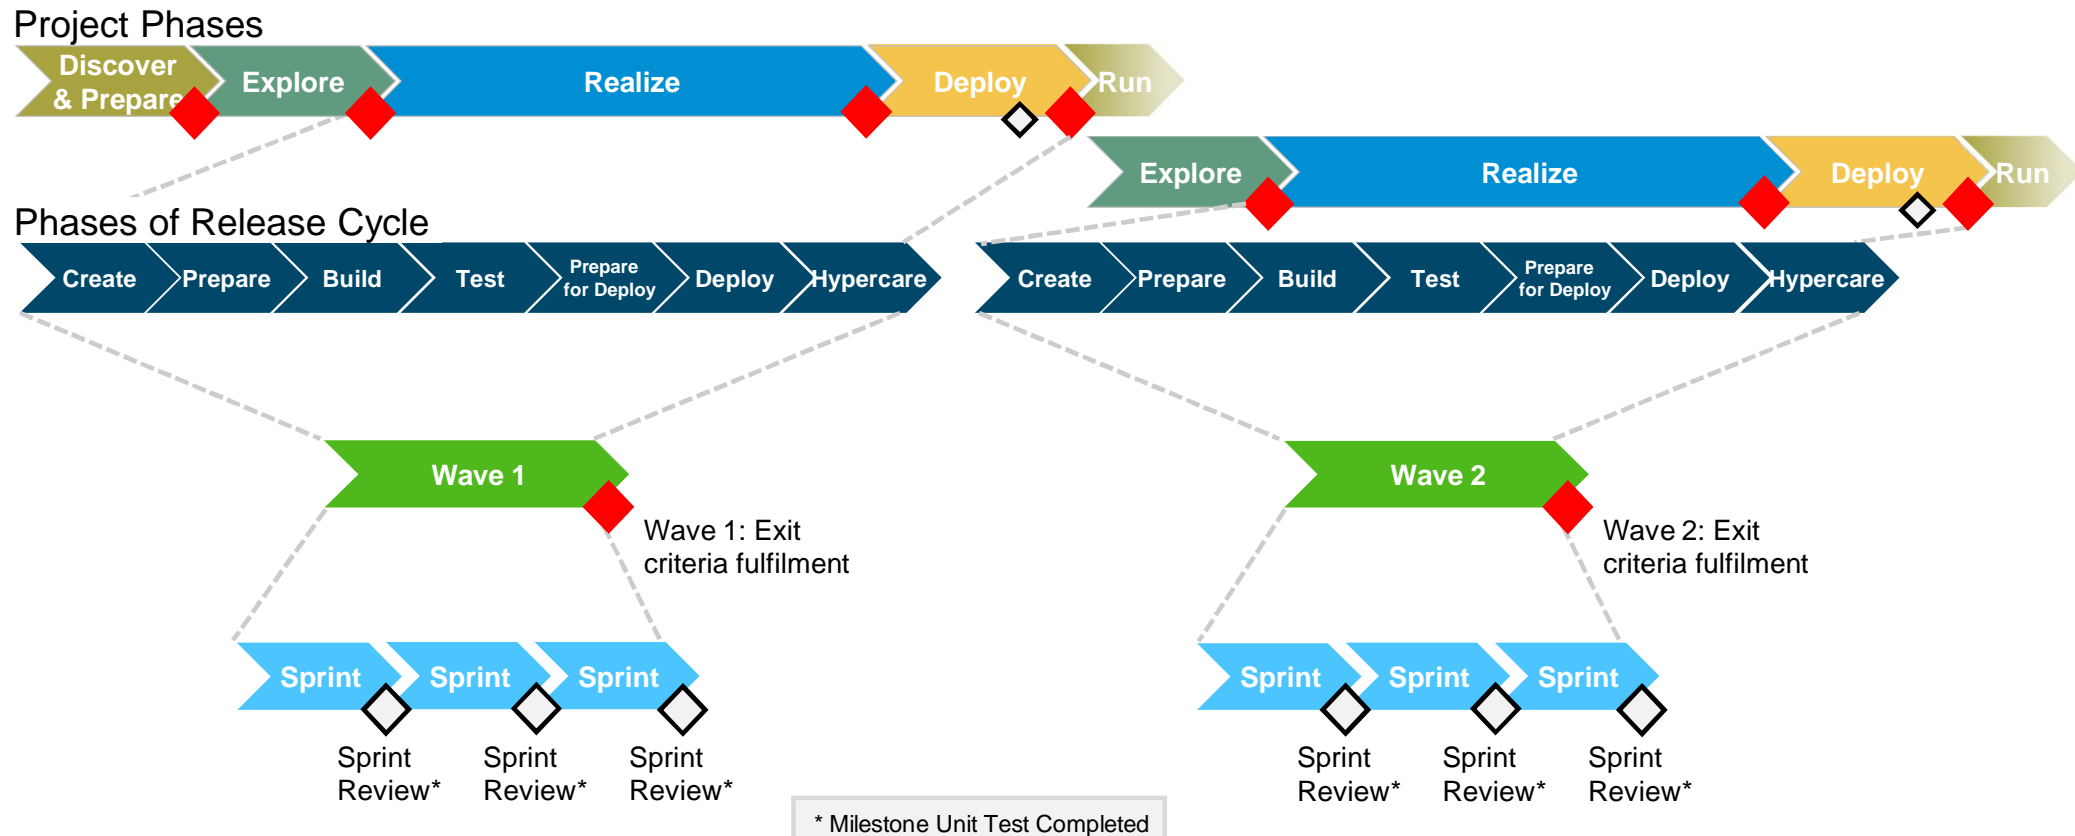 Project Phases
Discover
& Prepare
Explore
Realize
Deploy
Run
Explore
Realize
Deploy
Run
Phases of Release Cycle
Create
Prepare
Build
Test
Prepare
for Deploy
Deploy
Hypercare
Create
Prepare
Build
Test
Prepare
for Deploy
Deploy
Hypercare
Wave 1
Wave 1: Exit
criteria fulfilment
Wave 2
Wave 2: Exit
criteria fulfilment
Sprint
Sprint
Sprint
Sprint
Review*
Sprint
Review*
Sprint
Review*
Sprint
Sprint
Sprint
Sprint
Review*
Sprint
Review*
Sprint
Review*
* Milestone Unit Test Completed